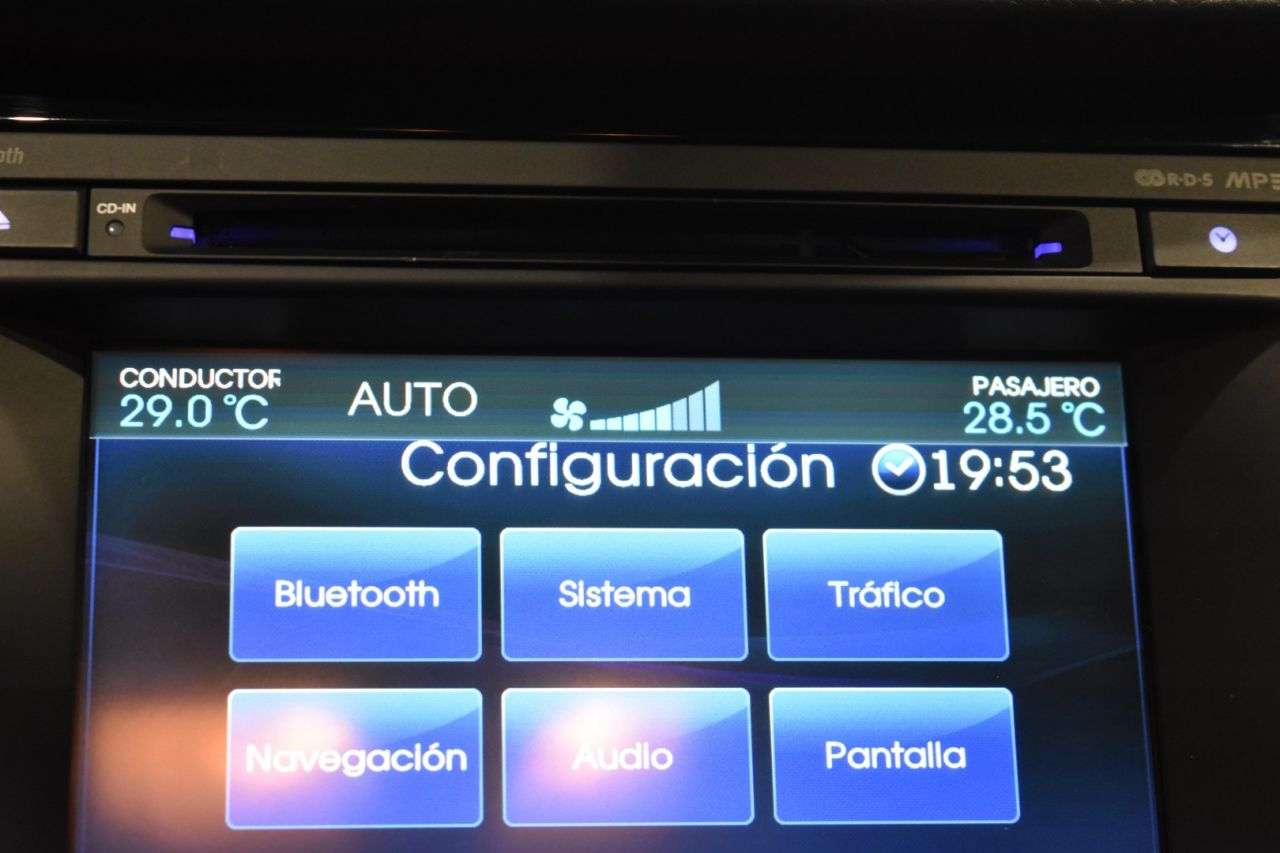 CD-IN
R·D·S
CONDUCTOR
29.0 °C
AUTO
PASAJERO
28.5 °C
Configuración
19:53
Bluetooth
Sistema
Tráfico
Navegación
Audio
Pantalla